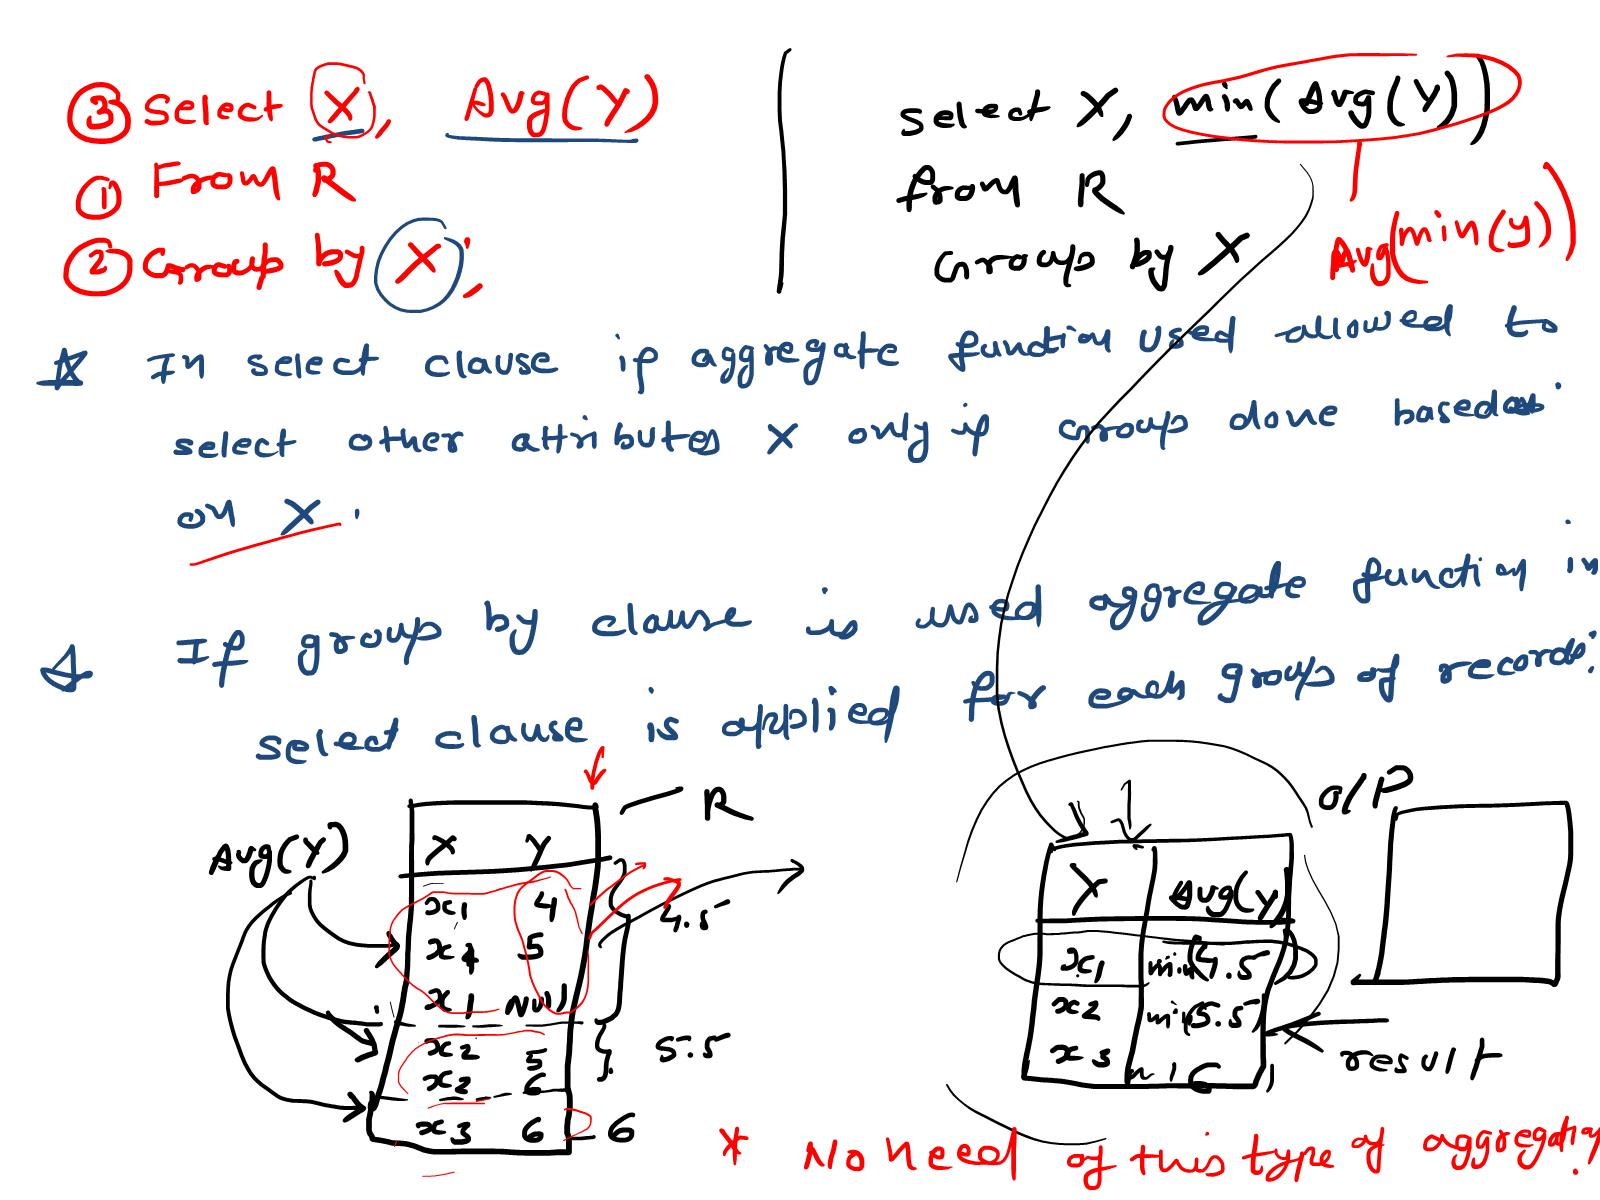 ③ Select X, Avg(Y)
① From R
② Group by X;
select X, min(Avg(Y))
from R
Group by X
Avg(min(y))
In select clause if aggregate function used allowed to
select other attributes X only if group done based
on X.
If group by clause is used aggregate function in
select clause is applied for each group of records.
R
Avg(Y)
X Y
x1 4
x1 5
x1 Null
x2 5
x2 6
x3 6
4.5
5.5
6
O/P
X Avg(y)
x1 min(4.5)
x2 min(5.5)
x3 6
result
* No need of this type of aggregation.